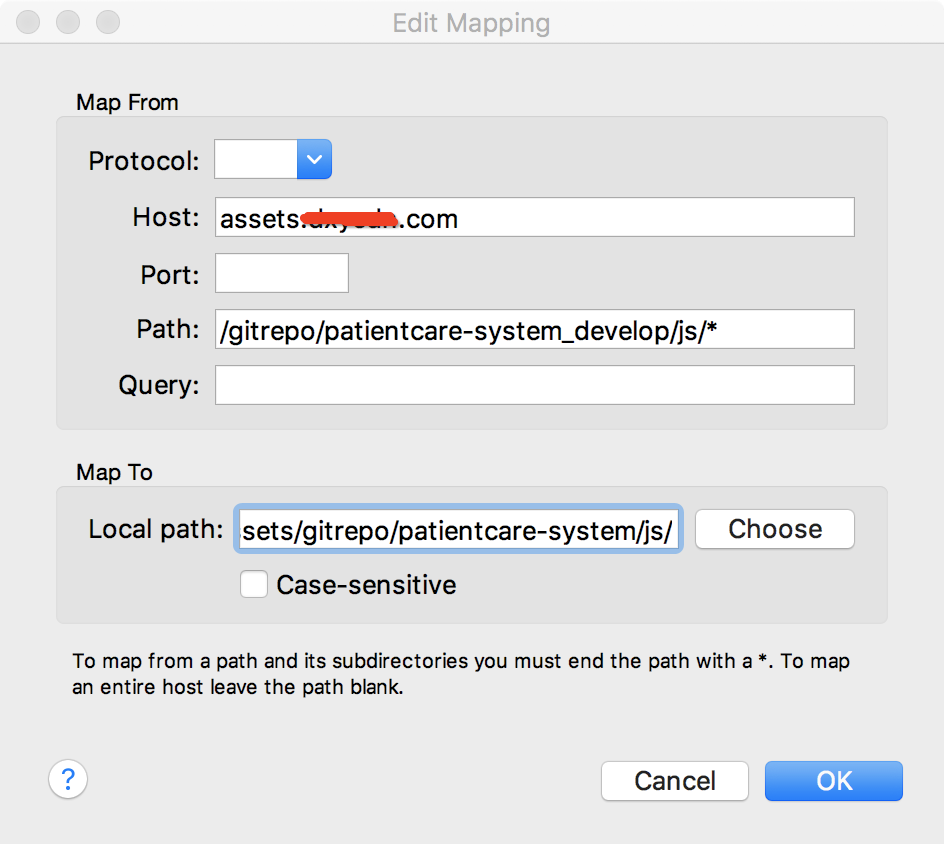 Edit Mapping
Map From
Protocol:
Host: assets. .com
Port:
Path: /gitrepo/patientcare-system_develop/js/*
Query:
Map To
Local path: sets/gitrepo/patientcare-system/js/ Choose
Case-sensitive
To map from a path and its subdirectories you must end the path with a *. To map
an entire host leave the path blank.
? Cancel OK